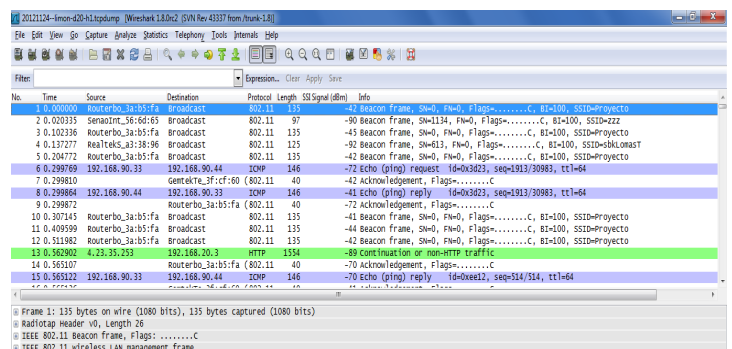 20121124--limon-d20-h1.tcpdump [Wireshark 1.8.0rc2 (SVN Rev 43337 from /trunk-1.8)]
File Edit View Go Capture Analyze Statistics Telephony Tools Internals Help
Filter: Expression... Clear Apply Save
No. Time Source Destination Protocol Length SSI Signal (dBm) Info
1 0.000000 Routerbo_3a:b5:fa Broadcast 802.11 135 -42 Beacon frame, SN=0, FN=0, Flags=........C, BI=100, SSID=Proyecto
2 0.020335 SenaoInt_56:6d:65 Broadcast 802.11 97 -90 Beacon frame, SN=1134, FN=0, Flags=........C, BI=100, SSID=zzz
3 0.102336 Routerbo_3a:b5:fa Broadcast 802.11 135 -45 Beacon frame, SN=0, FN=0, Flags=........C, BI=100, SSID=Proyecto
4 0.137277 RealtekS_a3:38:96 Broadcast 802.11 125 -92 Beacon frame, SN=613, FN=0, Flags=........C, BI=100, SSID=sbkLomasT
5 0.204772 Routerbo_3a:b5:fa Broadcast 802.11 135 -42 Beacon frame, SN=0, FN=0, Flags=........C, BI=100, SSID=Proyecto
6 0.299769 192.168.90.33 192.168.90.44 ICMP 146 -72 Echo (ping) request id=0x3d23, seq=1913/30983, ttl=64
7 0.299810 GemtekTe_3f:cf:60 (802.11 40 -42 Acknowledgement, Flags=........C
8 0.299864 192.168.90.44 192.168.90.33 ICMP 146 -41 Echo (ping) reply id=0x3d23, seq=1913/30983, ttl=64
9 0.299872 Routerbo_3a:b5:fa (802.11 40 -72 Acknowledgement, Flags=........C
10 0.307145 Routerbo_3a:b5:fa Broadcast 802.11 135 -41 Beacon frame, SN=0, FN=0, Flags=........C, BI=100, SSID=Proyecto
11 0.409599 Routerbo_3a:b5:fa Broadcast 802.11 135 -44 Beacon frame, SN=0, FN=0, Flags=........C, BI=100, SSID=Proyecto
12 0.511982 Routerbo_3a:b5:fa Broadcast 802.11 135 -42 Beacon frame, SN=0, FN=0, Flags=........C, BI=100, SSID=Proyecto
13 0.562902 4.23.35.253 192.168.20.3 HTTP 1554 -89 Continuation or non-HTTP traffic
14 0.565107 Routerbo_3a:b5:fa (802.11 40 -70 Acknowledgement, Flags=........C
15 0.565122 192.168.90.33 192.168.90.44 ICMP 146 -70 Echo (ping) reply id=0xee12, seq=514/514, ttl=64
Frame 1: 135 bytes on wire (1080 bits), 135 bytes captured (1080 bits)
Radiotap Header v0, Length 26
IEEE 802.11 Beacon frame, Flags: ........C
IEEE 802.11 wireless LAN management frame